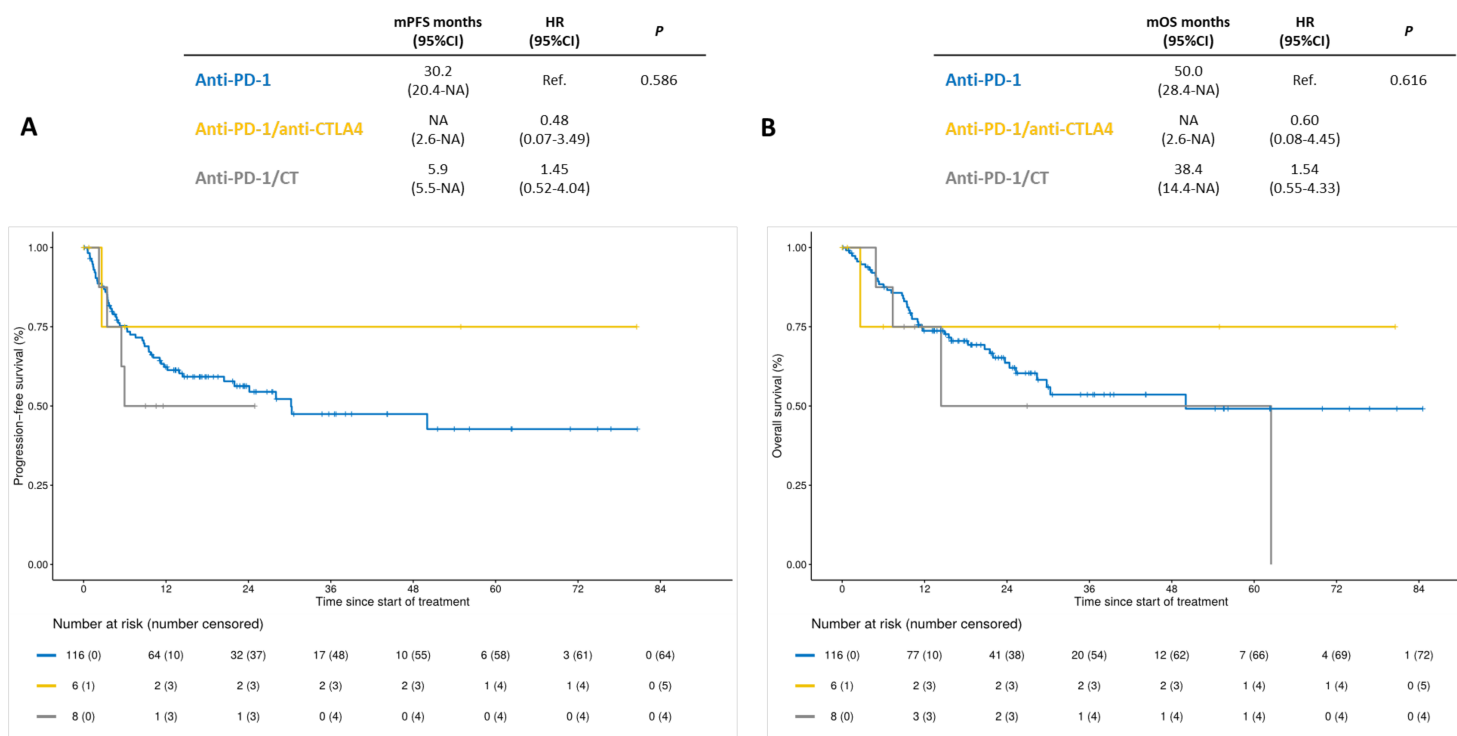 mPFS months HR P
(95%CI) (95%CI)
Anti-PD-1 30.2 Ref. 0.586
(20.4-NA)
A
Anti-PD-1/anti-CTLA4 NA 0.48
(2.6-NA) (0.07-3.49)
Anti-PD-1/CT 5.9 1.45
(5.5-NA) (0.52-4.04)
1.00
0.75
0.50
0.25
0.00
Progression−free survival (%)
0 12 24 36 48 60 72 84
Time since start of treatment
Number at risk (number censored)
116 (0) 64 (10) 32 (37) 17 (48) 10 (55) 6 (58) 3 (61) 0 (64)
6 (1) 2 (3) 2 (3) 2 (3) 2 (3) 1 (4) 1 (4) 0 (5)
8 (0) 1 (3) 1 (3) 0 (4) 0 (4) 0 (4) 0 (4) 0 (4)
mOS months HR P
(95%CI) (95%CI)
Anti-PD-1 50.0 Ref. 0.616
(28.4-NA)
B
Anti-PD-1/anti-CTLA4 NA 0.60
(2.6-NA) (0.08-4.45)
Anti-PD-1/CT 38.4 1.54
(14.4-NA) (0.55-4.33)
1.00
0.75
0.50
0.25
0.00
Overall survival (%)
0 12 24 36 48 60 72 84
Time since start of treatment
Number at risk (number censored)
116 (0) 77 (10) 41 (38) 20 (54) 12 (62) 7 (66) 4 (69) 1 (72)
6 (1) 2 (3) 2 (3) 2 (3) 2 (3) 1 (4) 1 (4) 0 (5)
8 (0) 3 (3) 2 (3) 1 (4) 1 (4) 1 (4) 0 (4) 0 (4)